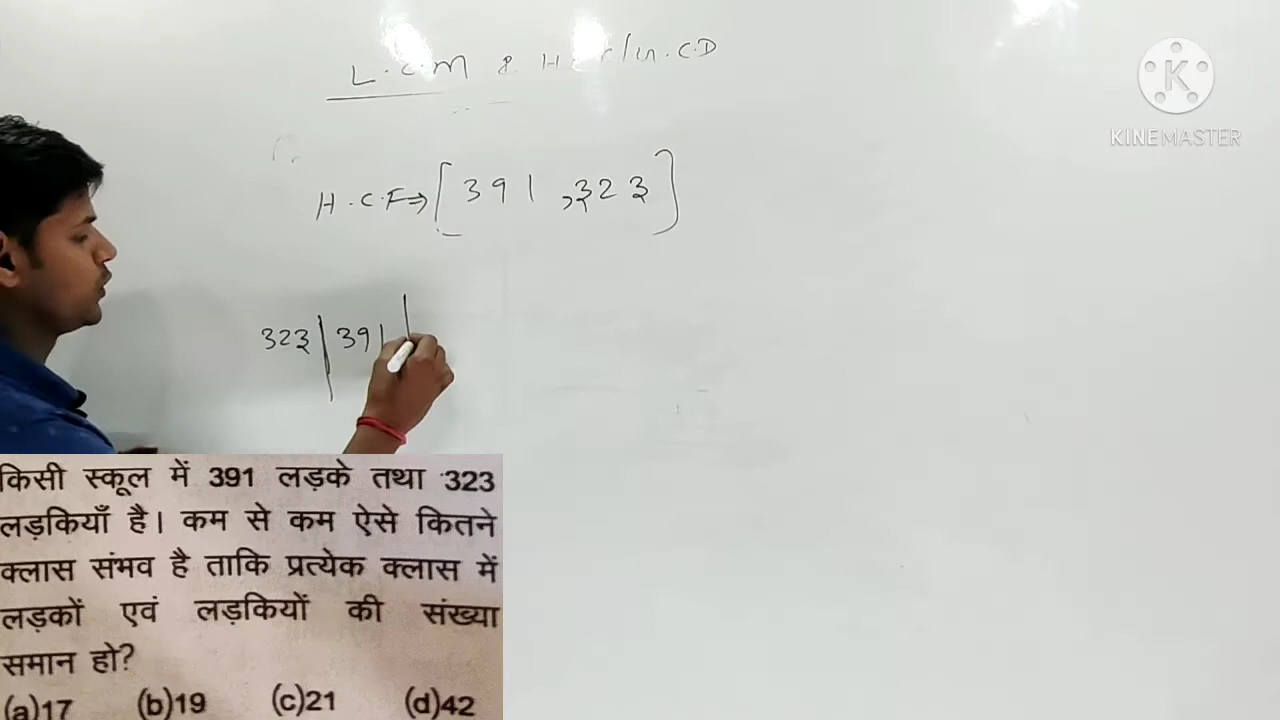 L.C.M & H.C.F/G.C.D
KINEMASTER
H.C.F⇒[391,323]
323|391|
किसी स्कूल में 391 लड़के तथा 323
लड़कियाँ है। कम से कम ऐसे कितने
क्लास संभव है ताकि प्रत्येक क्लास में
लड़कों एवं लड़कियों की संख्या
समान हो?
(a)17 (b)19 (c)21 (d)42